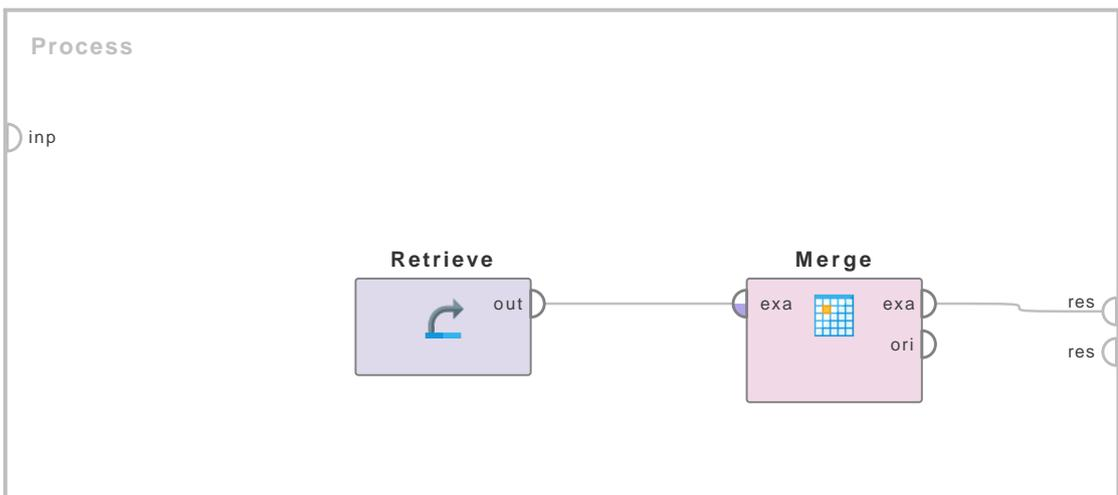 Process
inp
Retrieve
Merge
out
exa
exa
res
ori
res